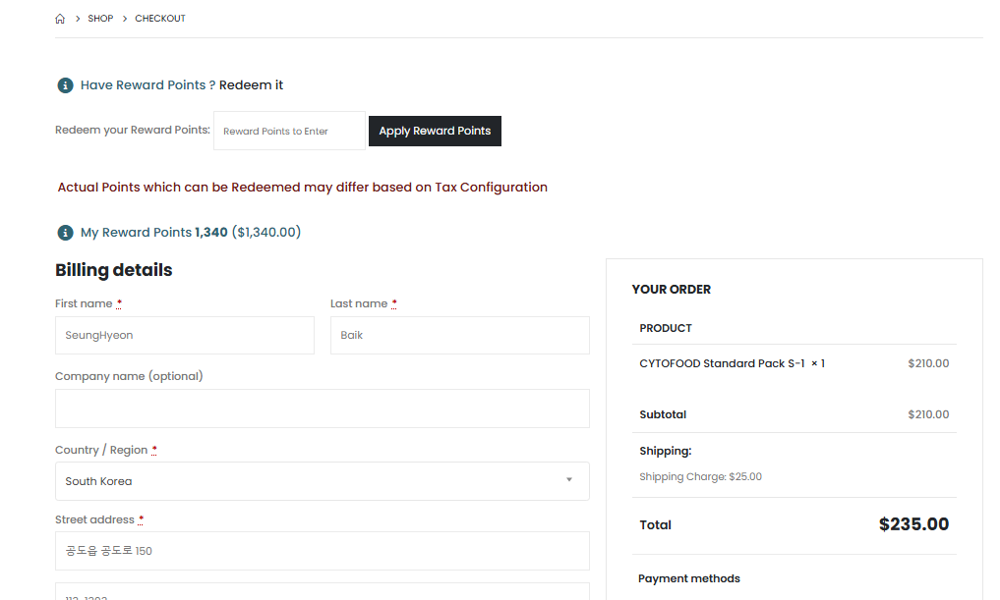 SHOP > CHECKOUT
Have Reward Points ? Redeem it
Redeem your Reward Points: Reward Points to Enter Apply Reward Points
Actual Points which can be Redeemed may differ based on Tax Configuration
My Reward Points 1,340 ($1,340.00)
Billing details
First name *
Last name *
SeungHyeon
Baik
Company name (optional)
Country / Region *
South Korea
Street address *
공도읍 공도로 150
YOUR ORDER
PRODUCT
CYTOFOOD Standard Pack S-1 × 1 $210.00
Subtotal $210.00
Shipping:
Shipping Charge: $25.00
Total $235.00
Payment methods